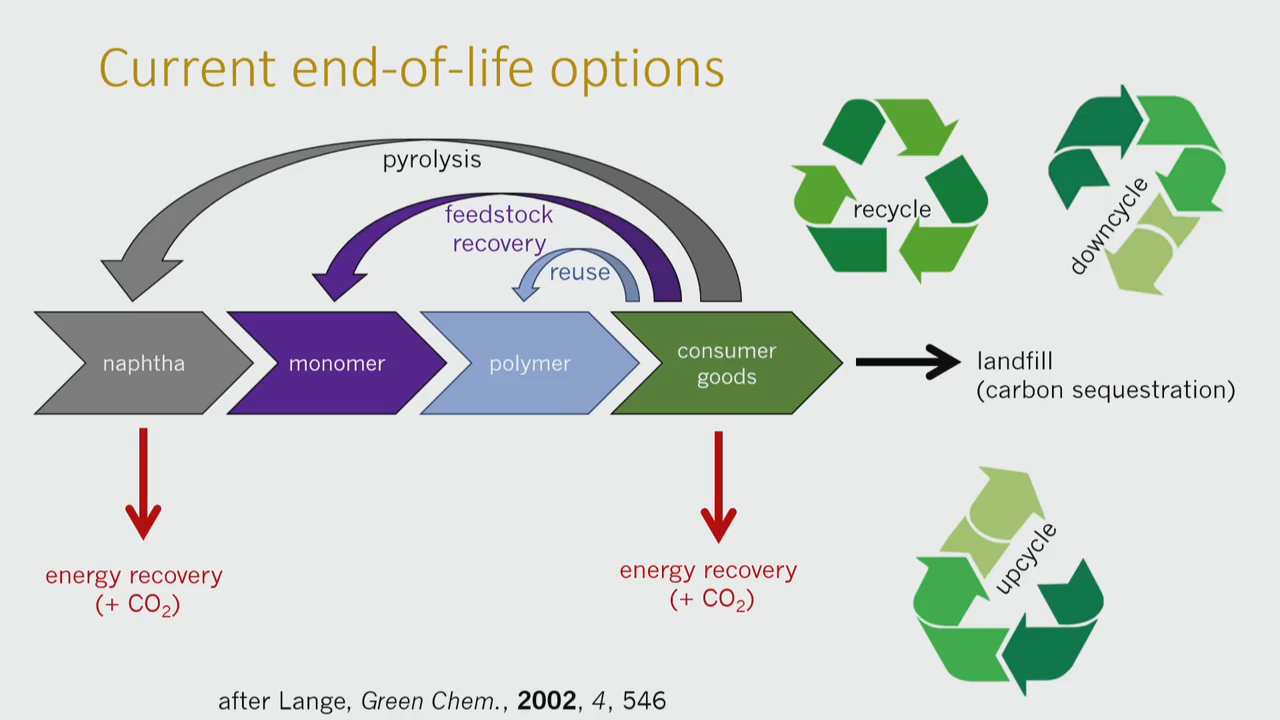 Current end-of-life options
pyrolysis
feedstock
recovery
reuse
recycle
downcycle
naphtha
monomer
polymer
consumer
goods
landfill
(carbon sequestration)
energy recovery
(+ CO₂)
energy recovery
(+ CO₂)
upcycle
after Lange, Green Chem., 2002, 4, 546